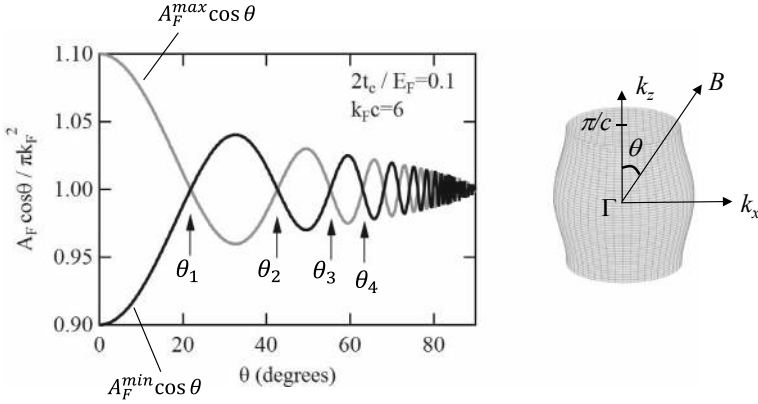 A_F^max cos θ
1.10
1.05
1.00
0.95
0.90
A_F cosθ / πk_F^2
2t_c / E_F=0.1
k_Fc=6
θ_1
θ_2
θ_3
θ_4
0
20
40
60
80
θ (degrees)
A_F^min cos θ
k_z
B
π/c
θ
Γ
k_x